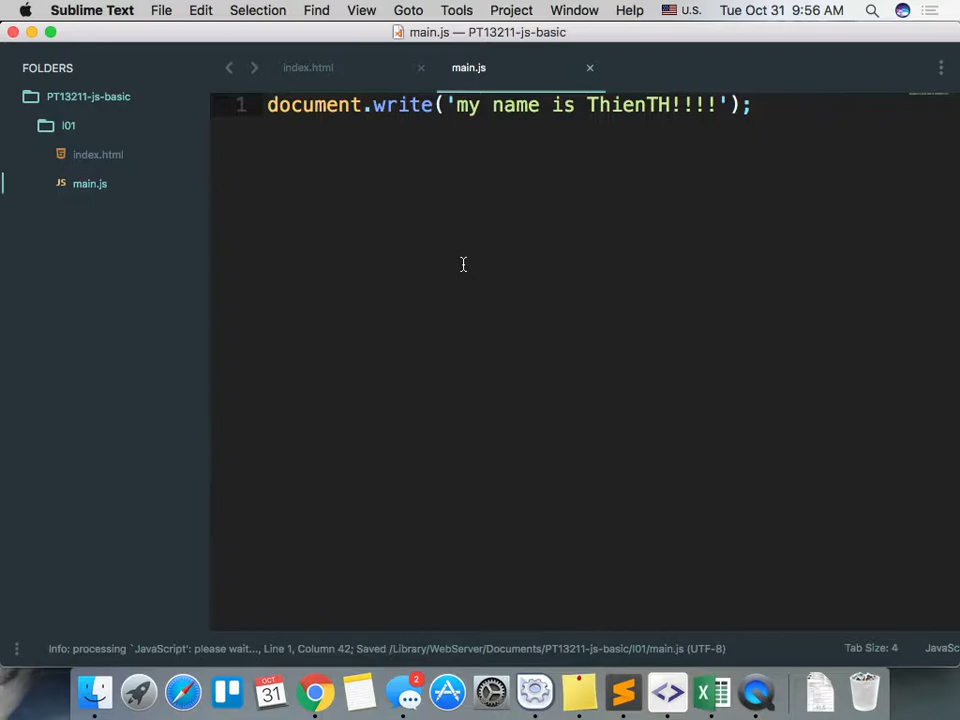 Sublime Text File Edit Selection Find View Goto Tools Project Window Help U.S. Tue Oct 31 9:56 AM
main.js — PT13211-js-basic
FOLDERS
PT13211-js-basic
l01
index.html
JS main.js
index.html × main.js ×
1 document.write('my name is ThienTH!!!!');
Info: processing `JavaScript': please wait..., Line 1, Column 42; Saved /Library/WebServer/Documents/PT13211-js-basic/l01/main.js (UTF-8) Tab Size: 4 JavaSc
OCT
31
2